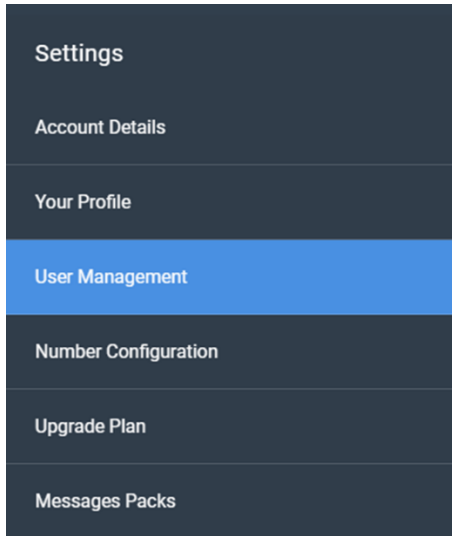 Settings
Account Details
Your Profile
User Management
Number Configuration
Upgrade Plan
Messages Packs